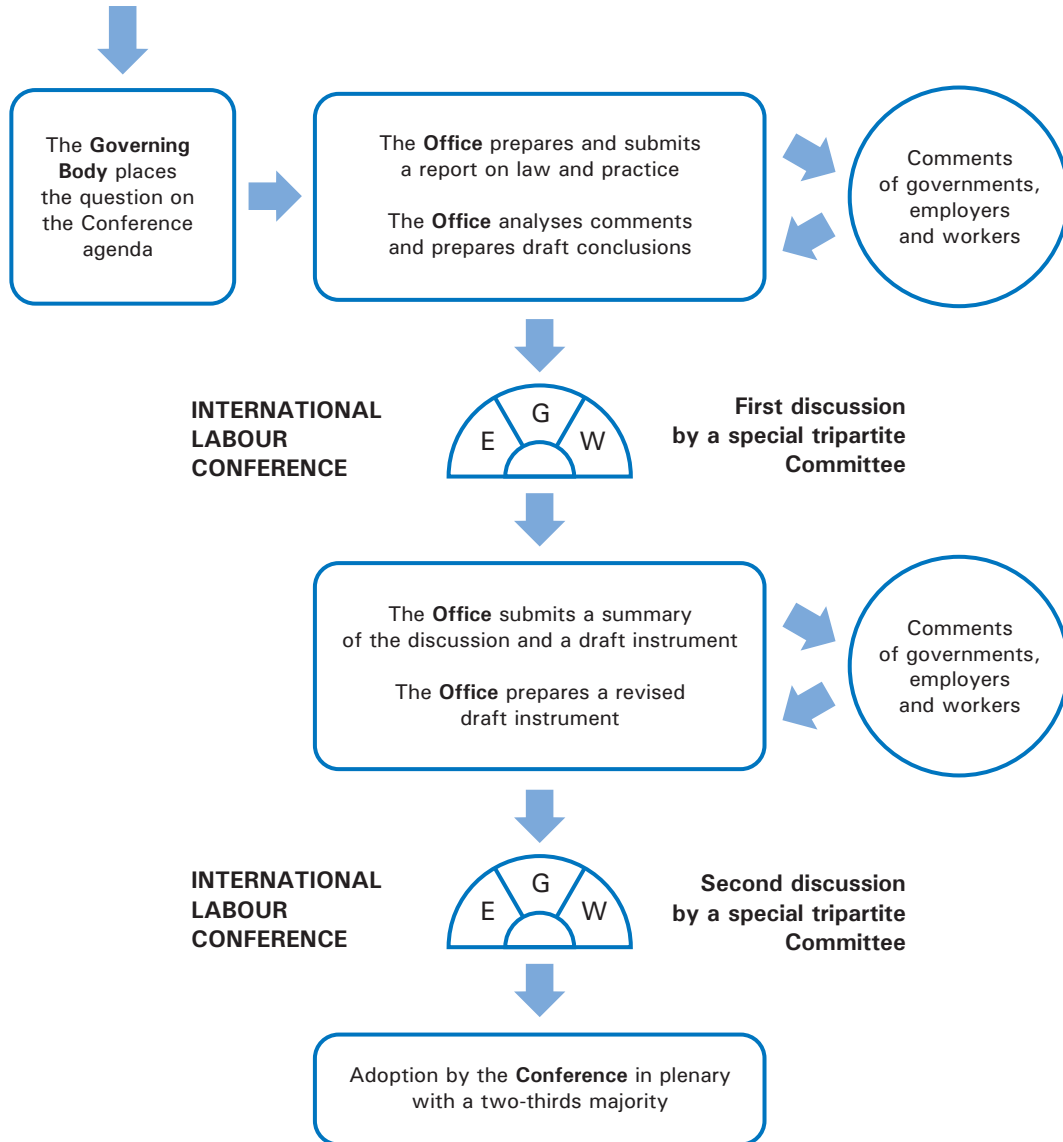 The Governing
Body places
the question on
the Conference
agenda
The Office prepares and submits
a report on law and practice
The Office analyses comments
and prepares draft conclusions
Comments
of governments,
employers
and workers
INTERNATIONAL
LABOUR
CONFERENCE
E
G
W
First discussion
by a special tripartite
Committee
The Office submits a summary
of the discussion and a draft instrument
The Office prepares a revised
draft instrument
Comments
of governments,
employers
and workers
INTERNATIONAL
LABOUR
CONFERENCE
E
G
W
Second discussion
by a special tripartite
Committee
Adoption by the Conference in plenary
with a two-thirds majority